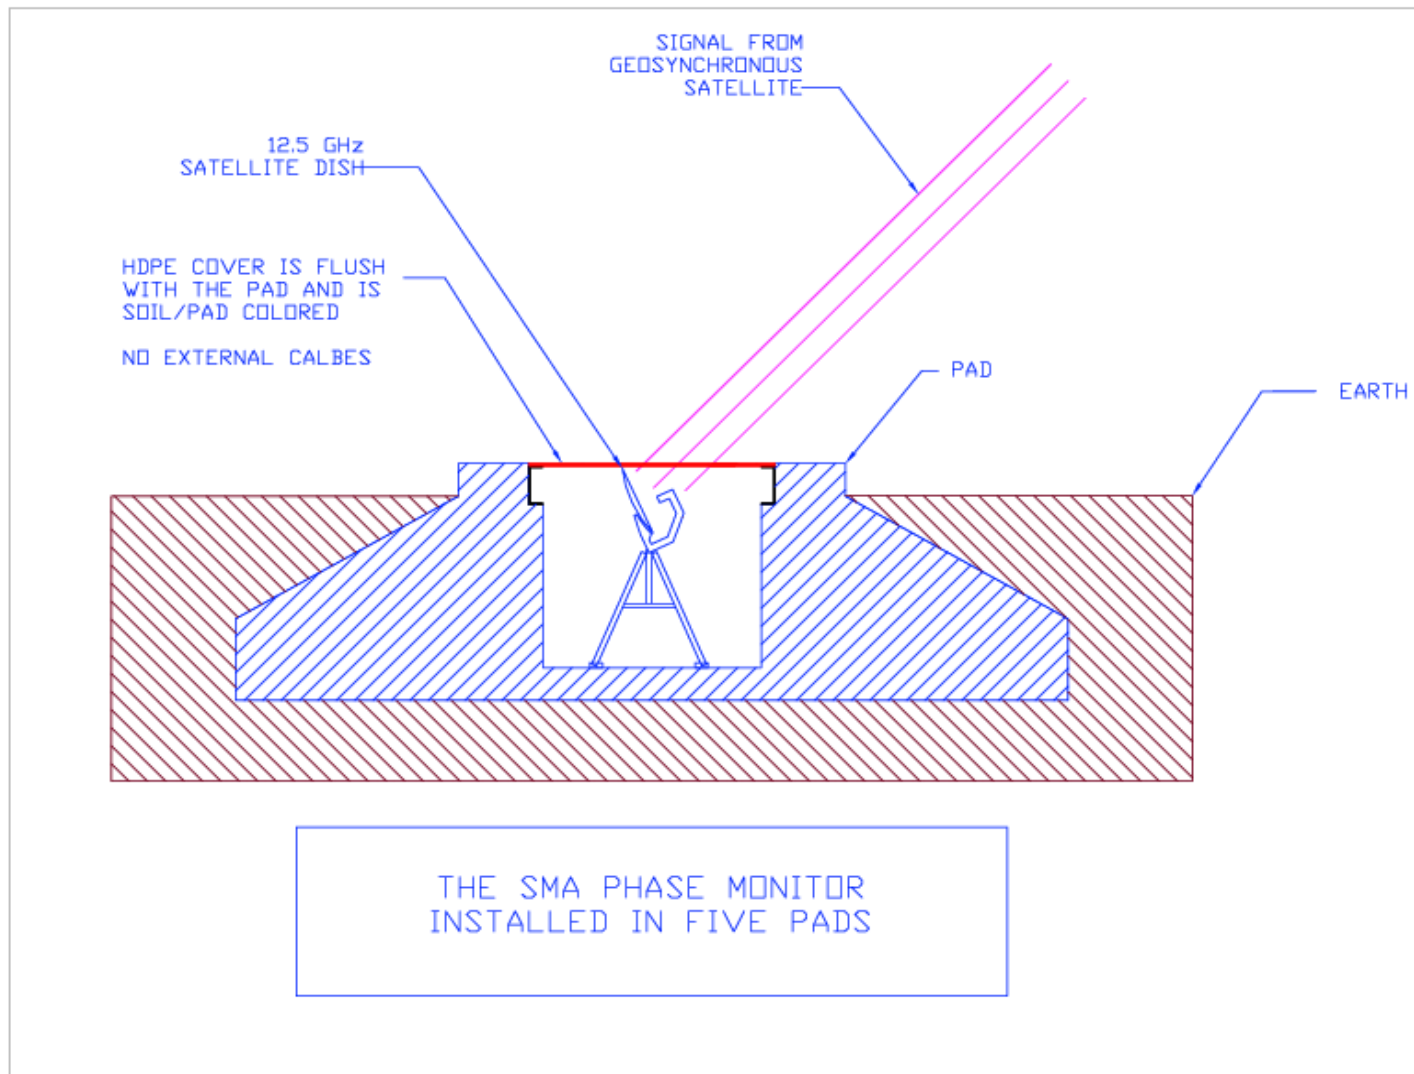 SIGNAL FROM
GEOSYNCHRONOUS
SATELLITE
12.5 GHz
SATELLITE DISH
HDPE COVER IS FLUSH
WITH THE PAD AND IS
SOIL/PAD COLORED
NO EXTERNAL CALBES
PAD
EARTH
THE SMA PHASE MONITOR
INSTALLED IN FIVE PADS